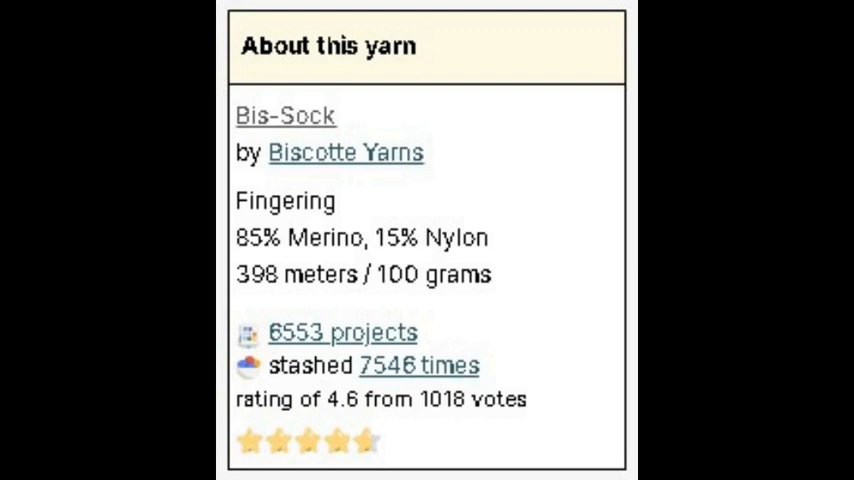 About this yarn
Bis-Sock
by Biscotte Yarns
Fingering
85% Merino, 15% Nylon
398 meters / 100 grams
6553 projects
stashed 7546 times
rating of 4.6 from 1018 votes